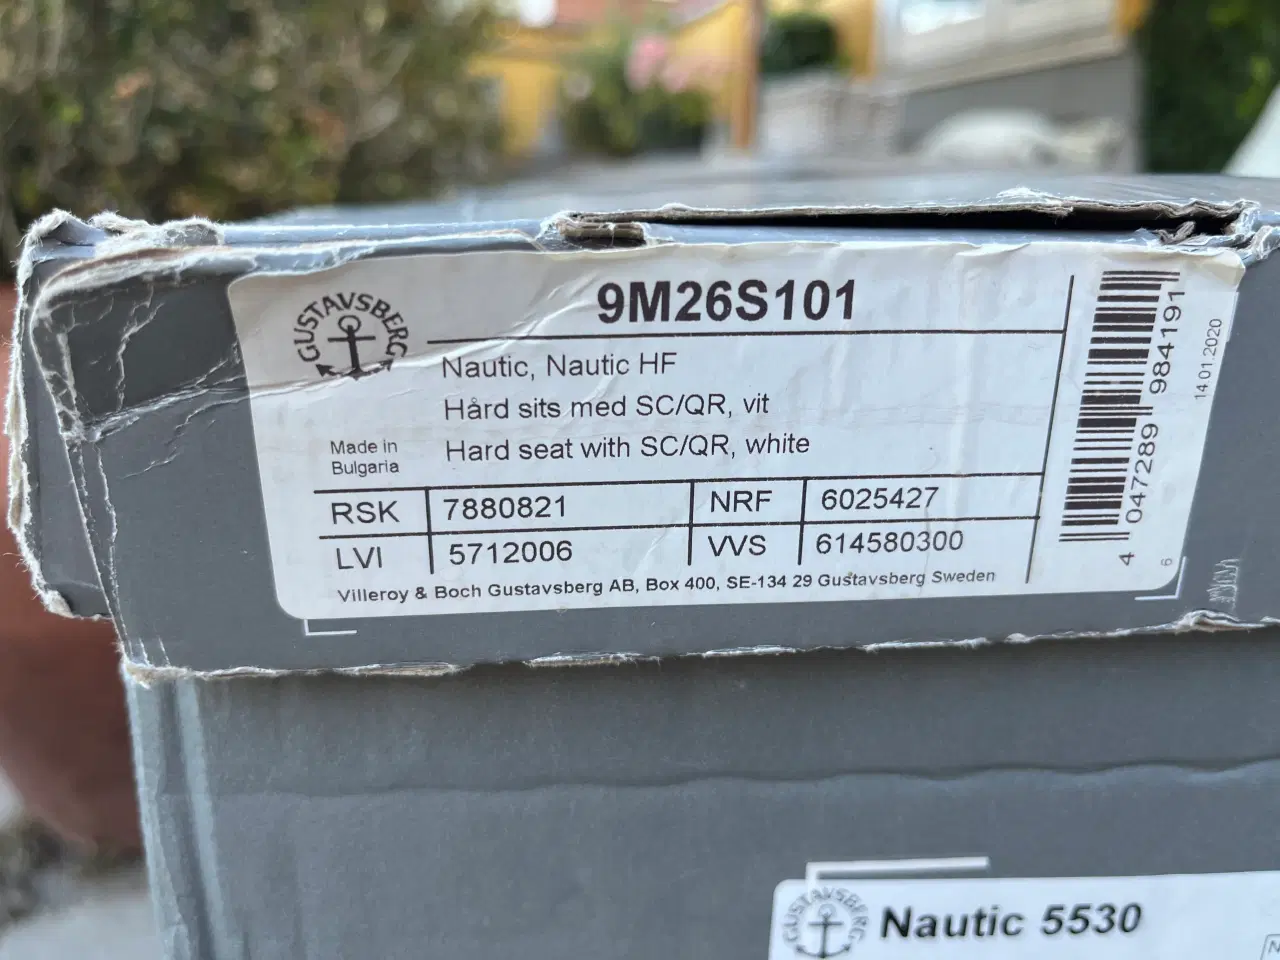 GUSTAVSBERG
9M26S101
Nautic, Nautic HF
Hård sits med SC/QR, vit
Hard seat with SC/QR, white
Made in
Bulgaria
RSK 7880821 NRF 6025427
LVI 5712006 VVS 614580300
Villeroy & Boch Gustavsberg AB, Box 400, SE-134 29 Gustavsberg Sweden
4 047289 984191
14.01.2020
6
GUSTAVSBERG
Nautic 5530
N